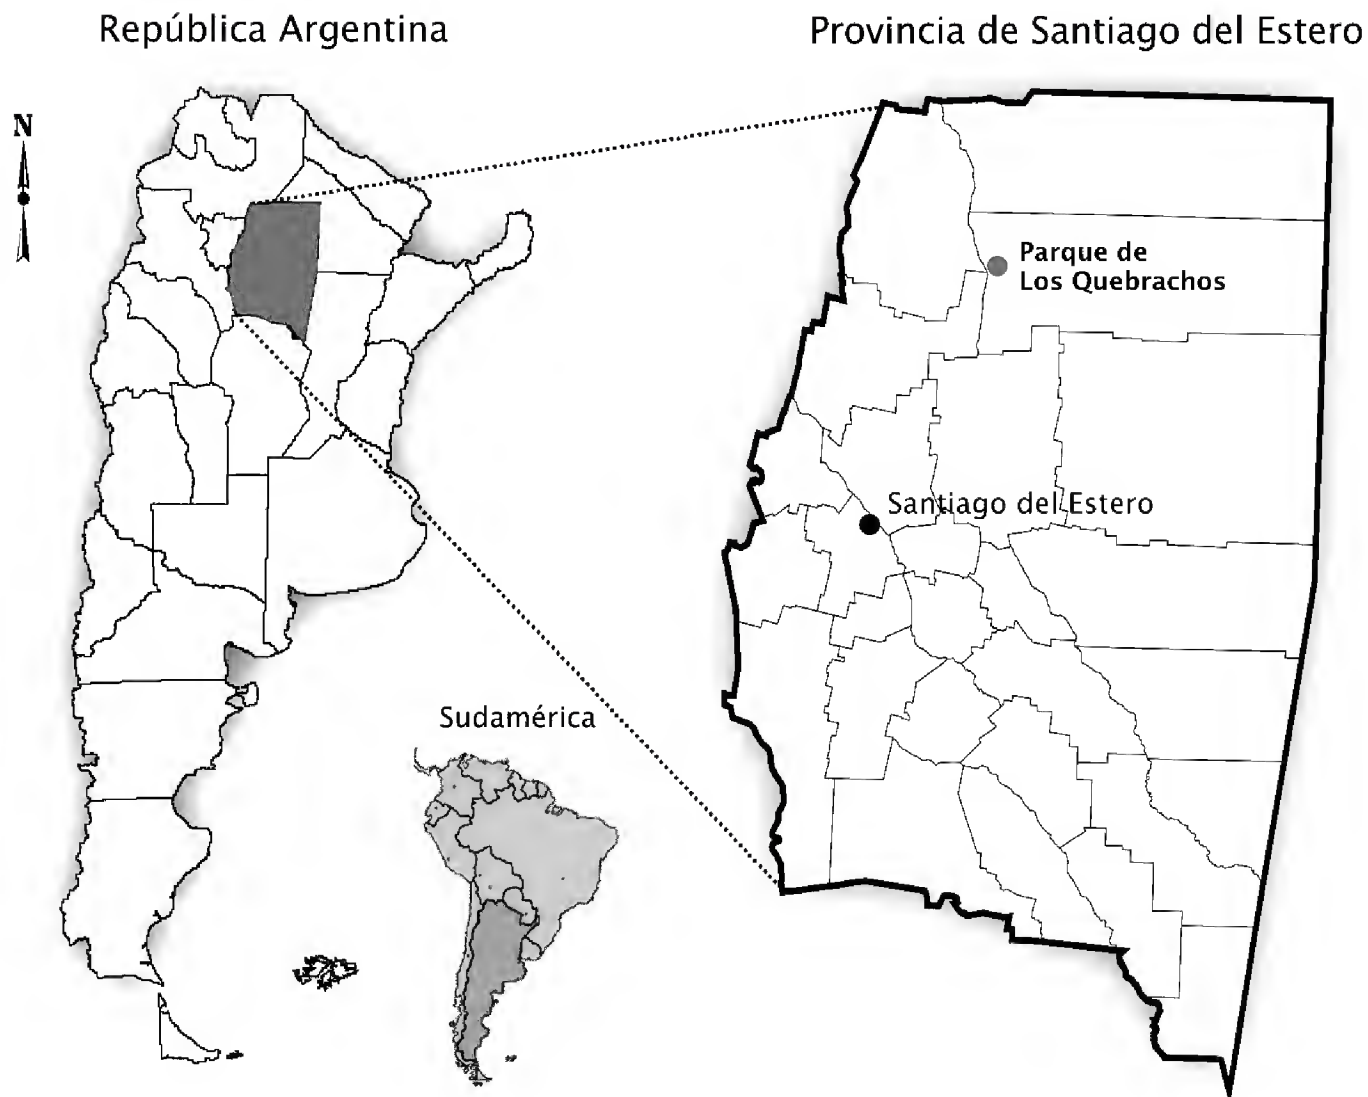 República Argentina
Provincia de Santiago del Estero
N
Parque de
Los Quebrachos
Santiago del Estero
Sudamérica